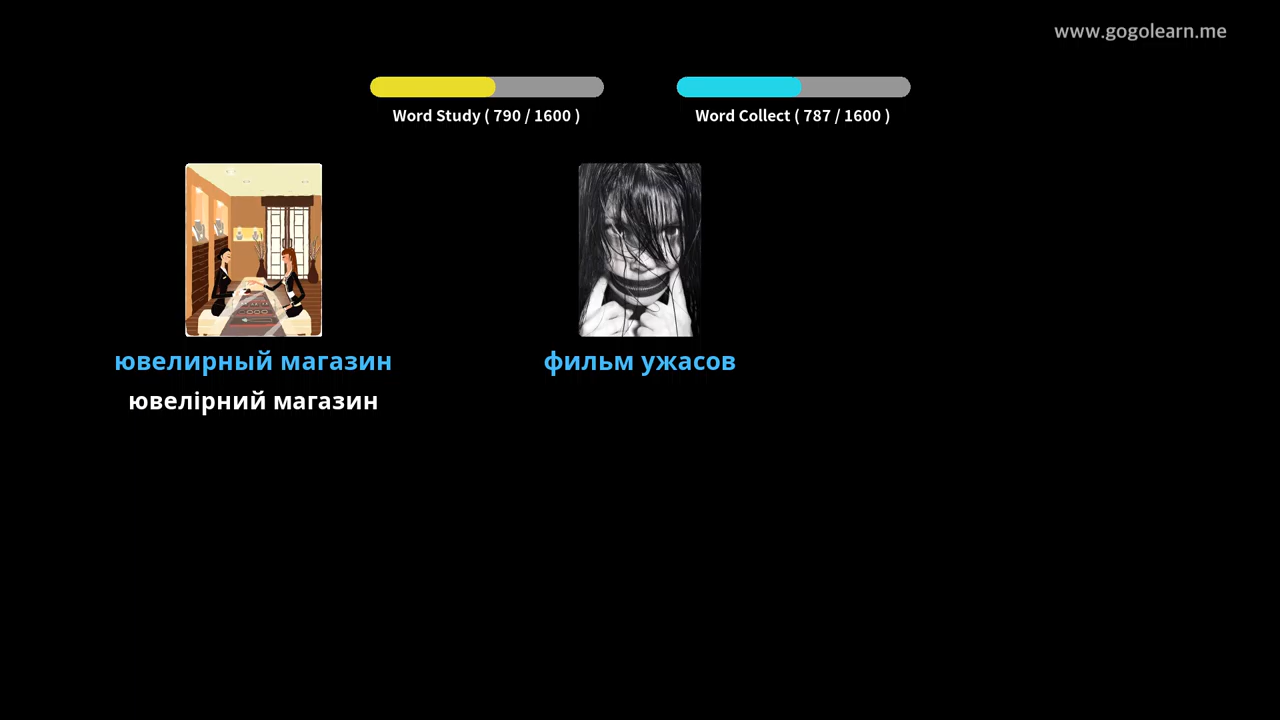 www.gogolearn.me
Word Study ( 790 / 1600 )
Word Collect ( 787 / 1600 )
ювелирный магазин
ювелірний магазин
фильм ужасов